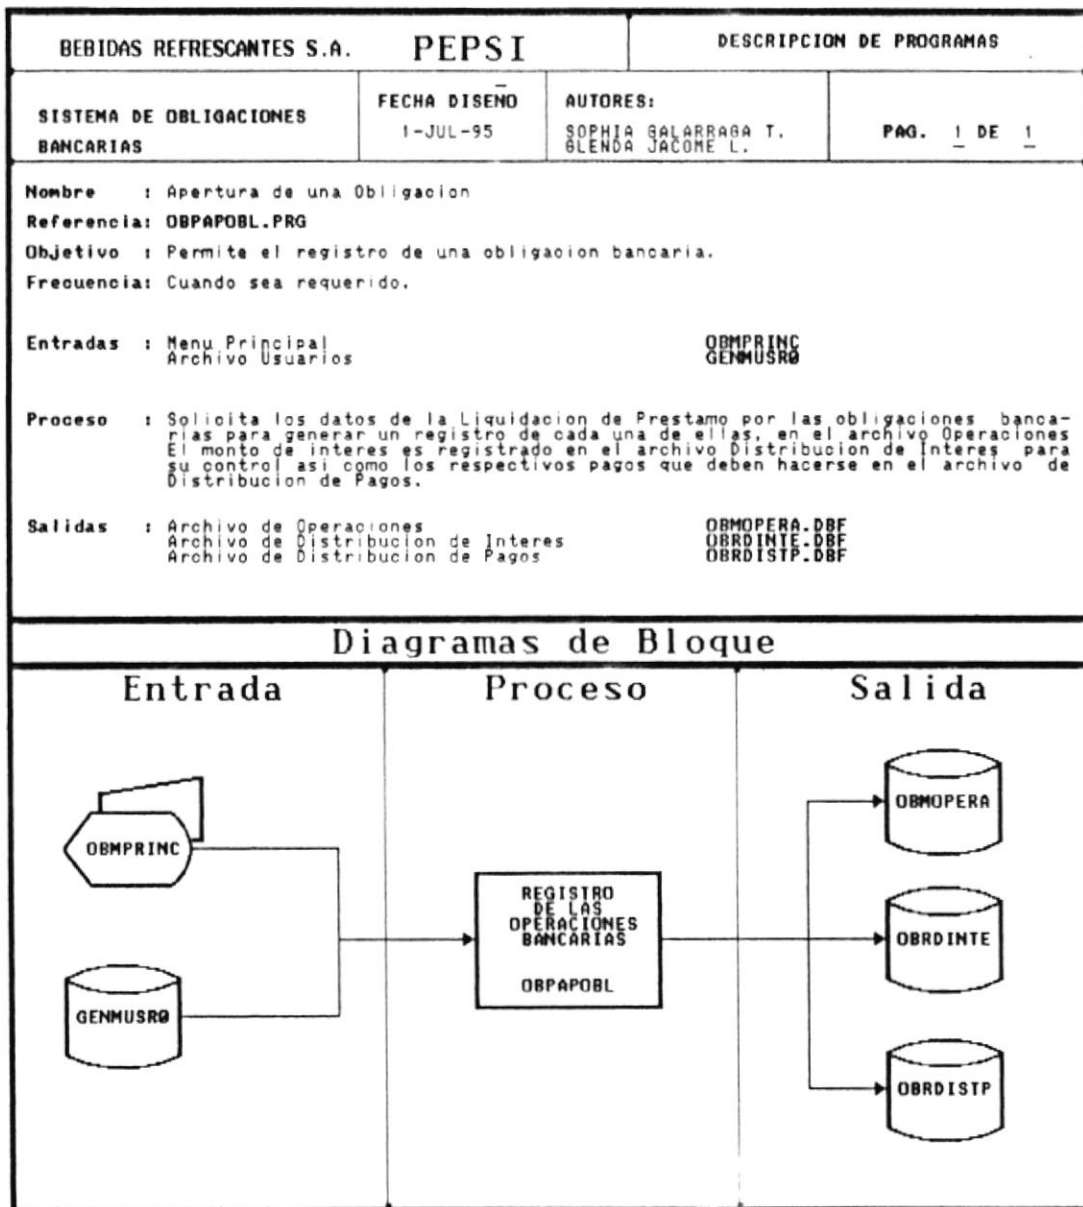 BEBIDAS REFRESCANTES S.A. PEPSI
DESCRIPCION DE PROGRAMAS
SISTEMA DE OBLIGACIONES
BANCARIAS
FECHA DISEÑO
1-JUL-95
AUTORES:
SOPHIA GALARRAGA T.
GLENDA JACOME L.
PAG. 1 DE 1
Nombre : Apertura de una Obligacion
Referencia: OBPAPOBL.PRG
Objetivo : Permite el registro de una obligacion bancaria.
Frecuencia: Cuando sea requerido.
Entradas : Menu Principal OBMPRINC
Archivo Usuarios GENMUSR0
Proceso : Solicita los datos de la Liquidacion de Prestamo por las obligaciones banca-
rias para generar un registro de cada una de ellas, en el archivo Operaciones
El monto de interes es registrado en el archivo Distribucion de Interes para
su control asi como los respectivos pagos que deben hacerse en el archivo de
Distribucion de Pagos.
Salidas : Archivo de Operaciones OBMOPERA.DBF
Archivo de Distribucion de Interes OBRDINTE.DBF
Archivo de Distribucion de Pagos OBRDISTP.DBF
Diagramas de Bloque
Entrada
Proceso
Salida
OBMPRINC
GENMUSR0
REGISTRO
DE LAS
OPERACIONES
BANCARIAS
OBPAPOBL
OBMOPERA
OBRDINTE
OBRDISTP